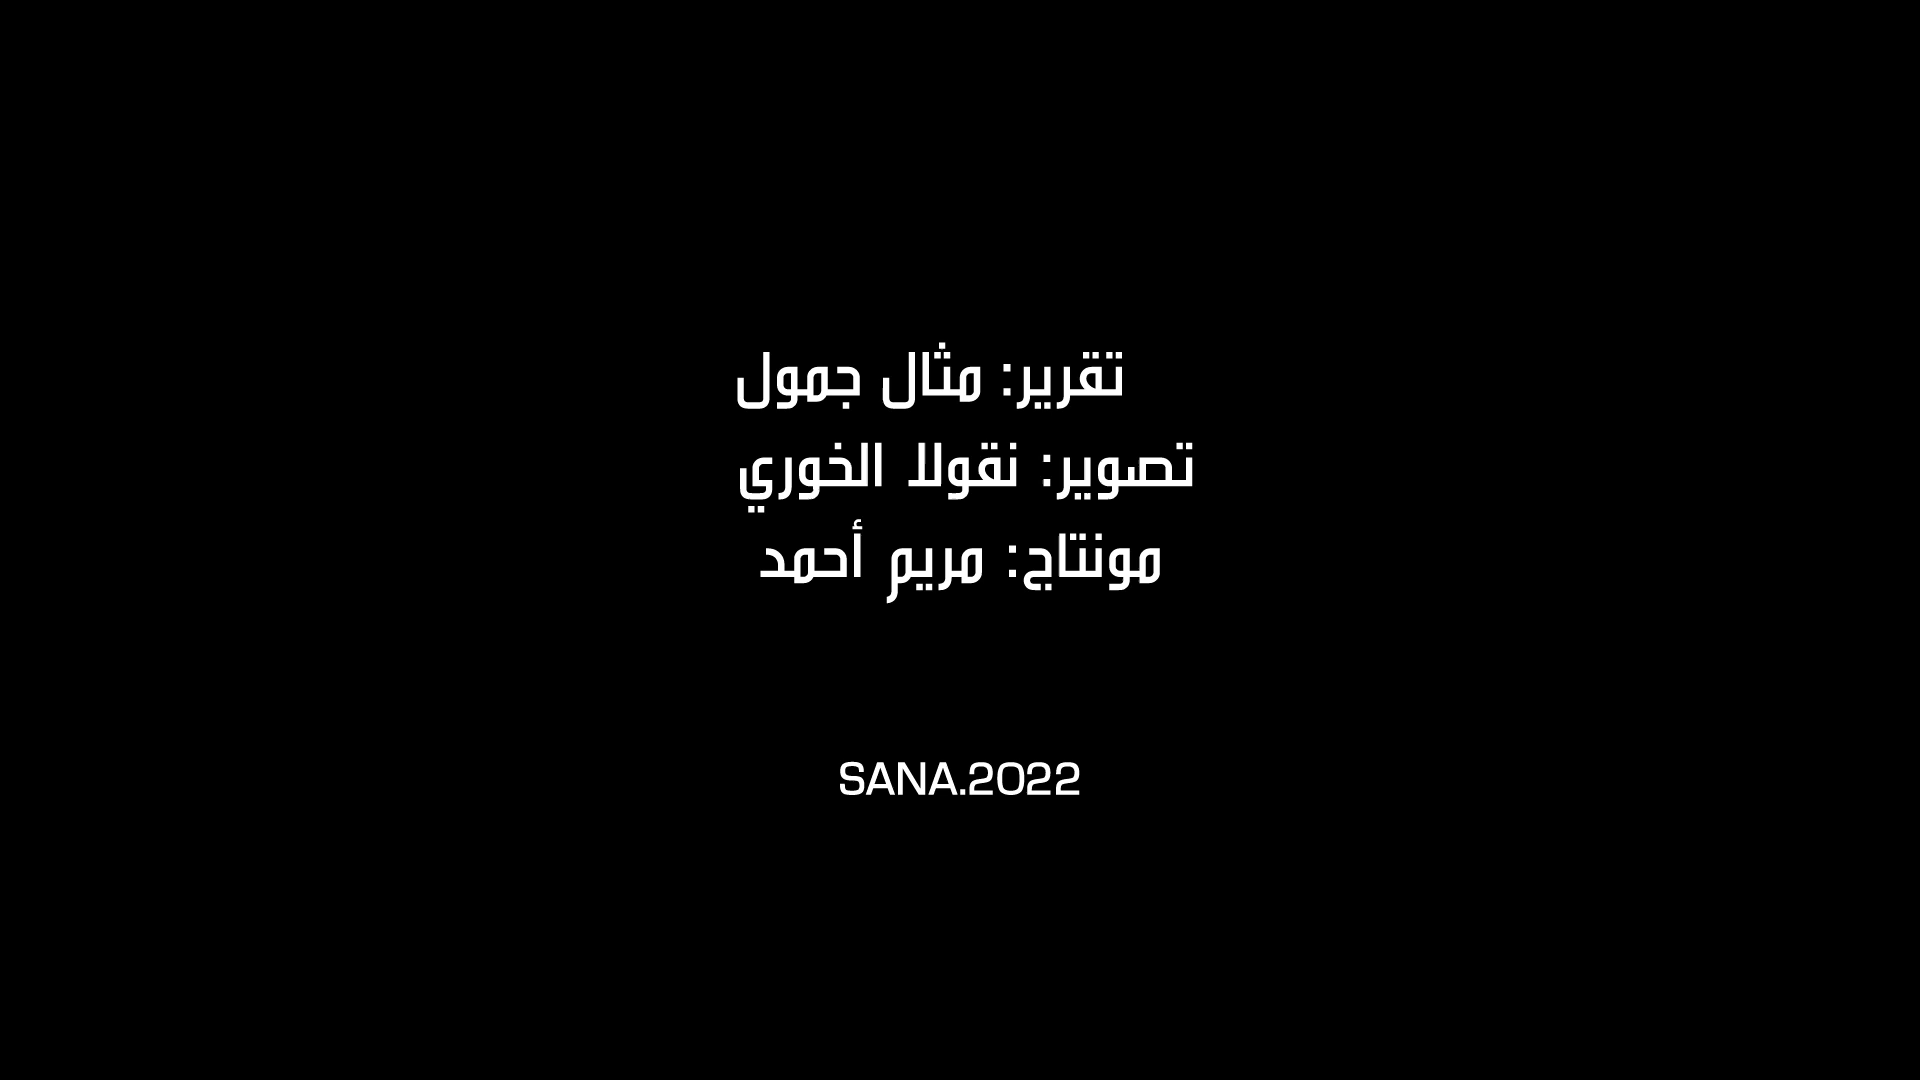 تقرير: مثال جمول
تصوير: نقولا الخوري
مونتاج: مريم أحمد
SANA.2022